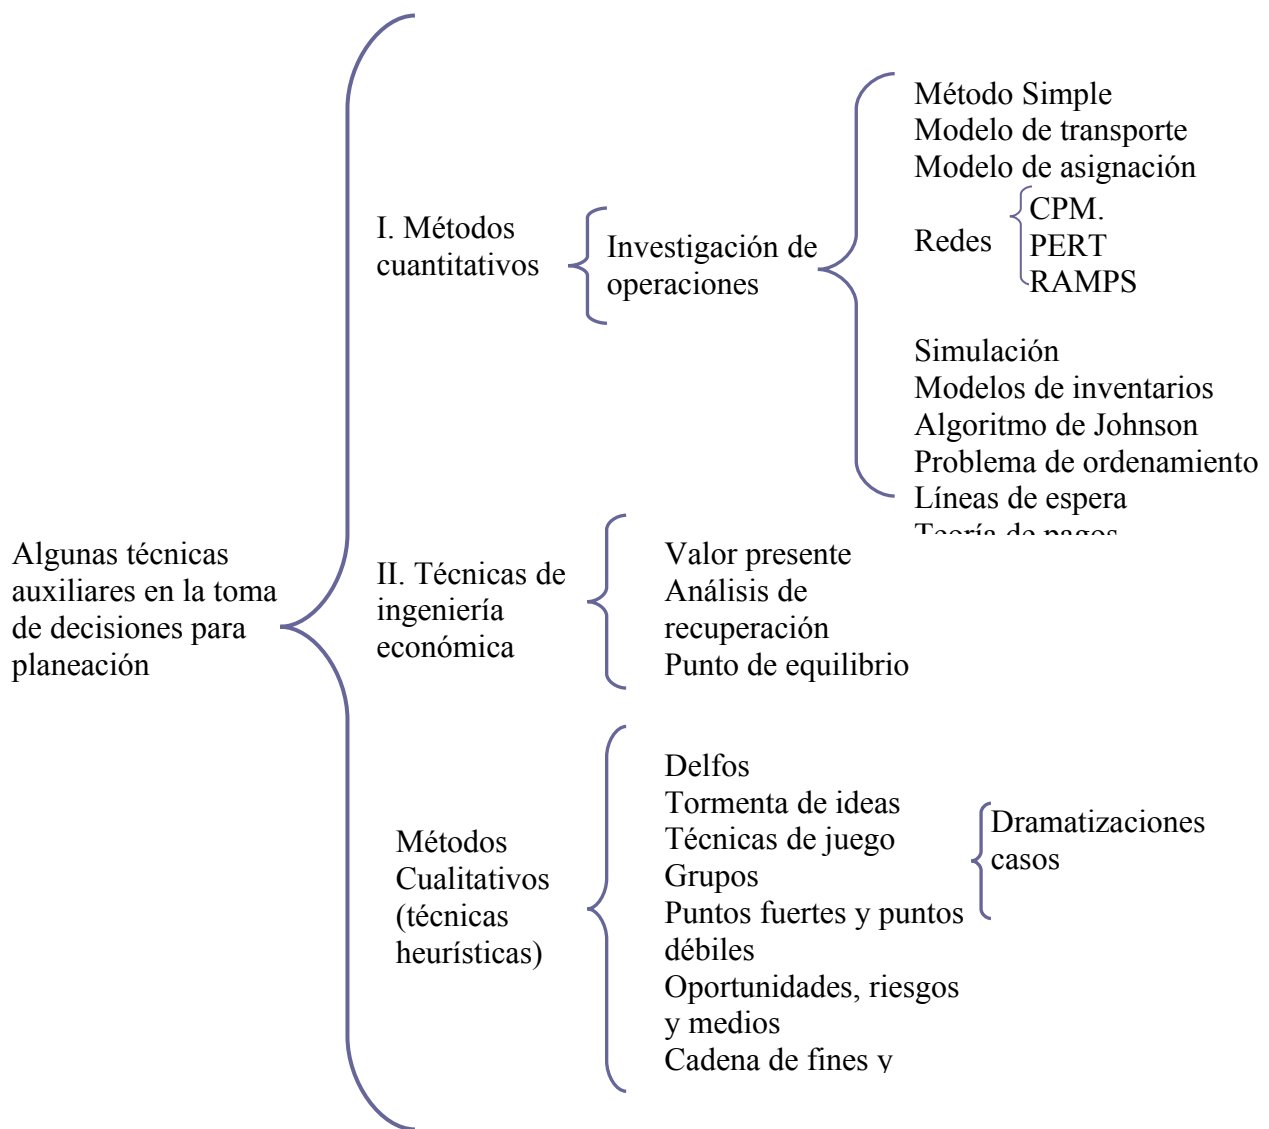 Algunas técnicas
auxiliares en la toma
de decisiones para
planeación
I. Métodos
cuantitativos
Investigación de
operaciones
Método Simple
Modelo de transporte
Modelo de asignación
Redes
CPM.
PERT
RAMPS
Simulación
Modelos de inventarios
Algoritmo de Johnson
Problema de ordenamiento
Líneas de espera
Teoría de pagos
II. Técnicas de
ingeniería
económica
Valor presente
Análisis de
recuperación
Punto de equilibrio
Métodos
Cualitativos
(técnicas
heurísticas)
Delfos
Tormenta de ideas
Técnicas de juego
Grupos
Puntos fuertes y puntos
débiles
Oportunidades, riesgos
y medios
Cadena de fines y
Dramatizaciones
casos